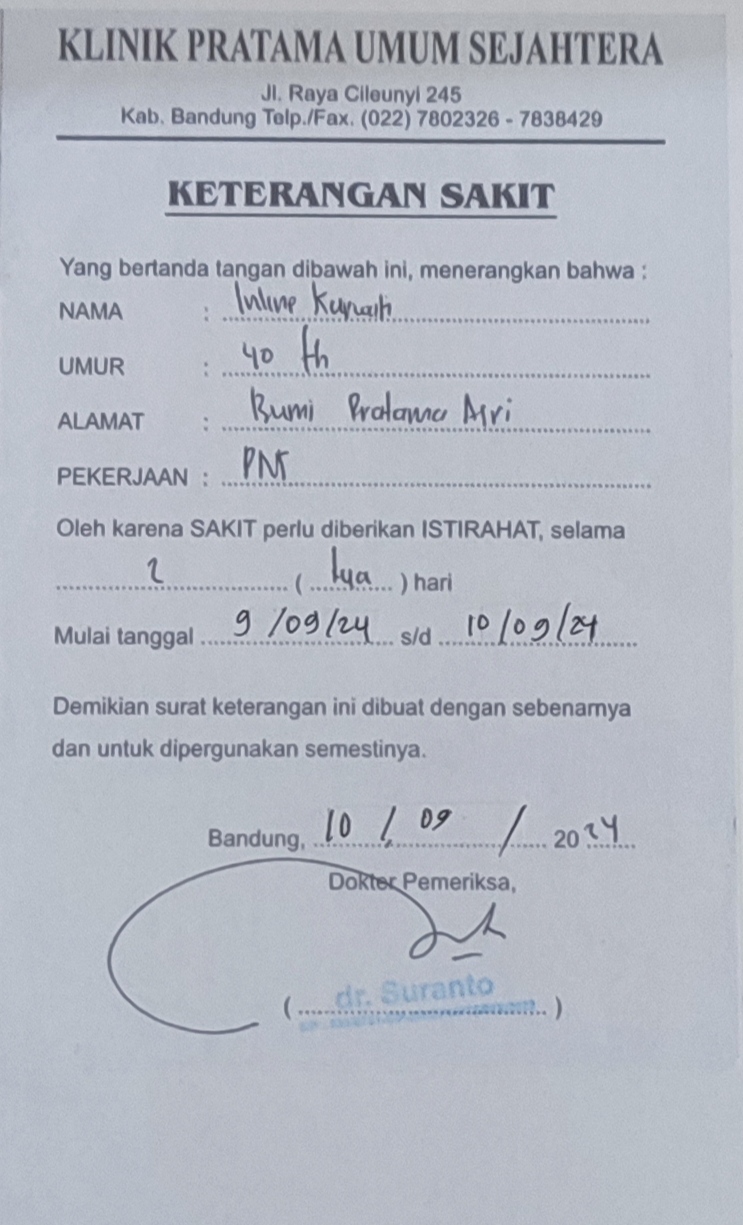 KLINIK PRATAMA UMUM SEJAHTERA
Jl. Raya Cileunyi 245
Kab. Bandung Telp./Fax. (022) 7802326 - 7838429
KETERANGAN SAKIT
Yang bertanda tangan dibawah ini, menerangkan bahwa :
NAMA :
UMUR : 40 th
ALAMAT : Bumi Pratama Asri
PEKERJAAN : PNS
Oleh karena SAKIT perlu diberikan ISTIRAHAT, selama
2 ( ) hari
Mulai tanggal 9/09/24 s/d 10/09/24
Demikian surat keterangan ini dibuat dengan sebenarnya
dan untuk dipergunakan semestinya.
Bandung, 10 / 09 / 2024
Dokter Pemeriksa,
( dr. Suranto )